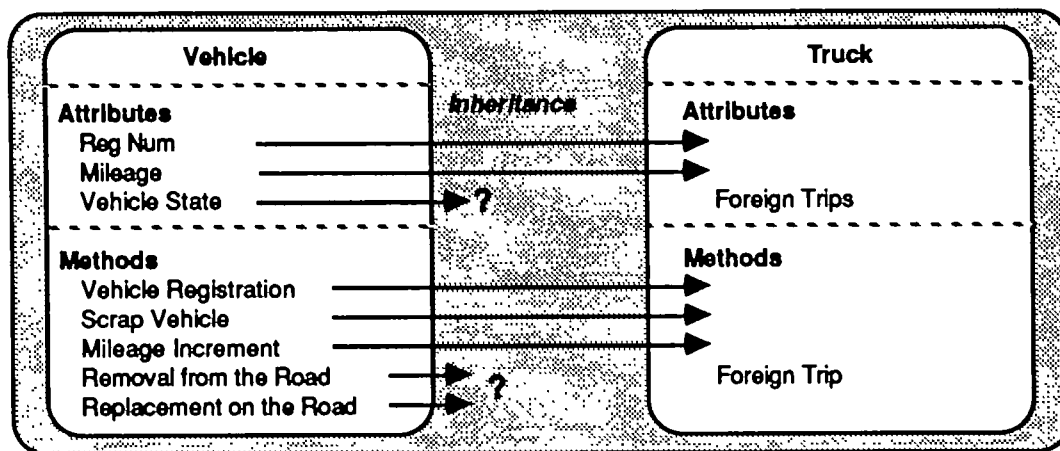 Vehicle
Attributes
Reg Num
Mileage
Vehicle State
Methods
Vehicle Registration
Scrap Vehicle
Mileage Increment
Removal from the Road
Replacement on the Road
Inheritance
?
?
Truck
Attributes
Foreign Trips
Methods
Foreign Trip